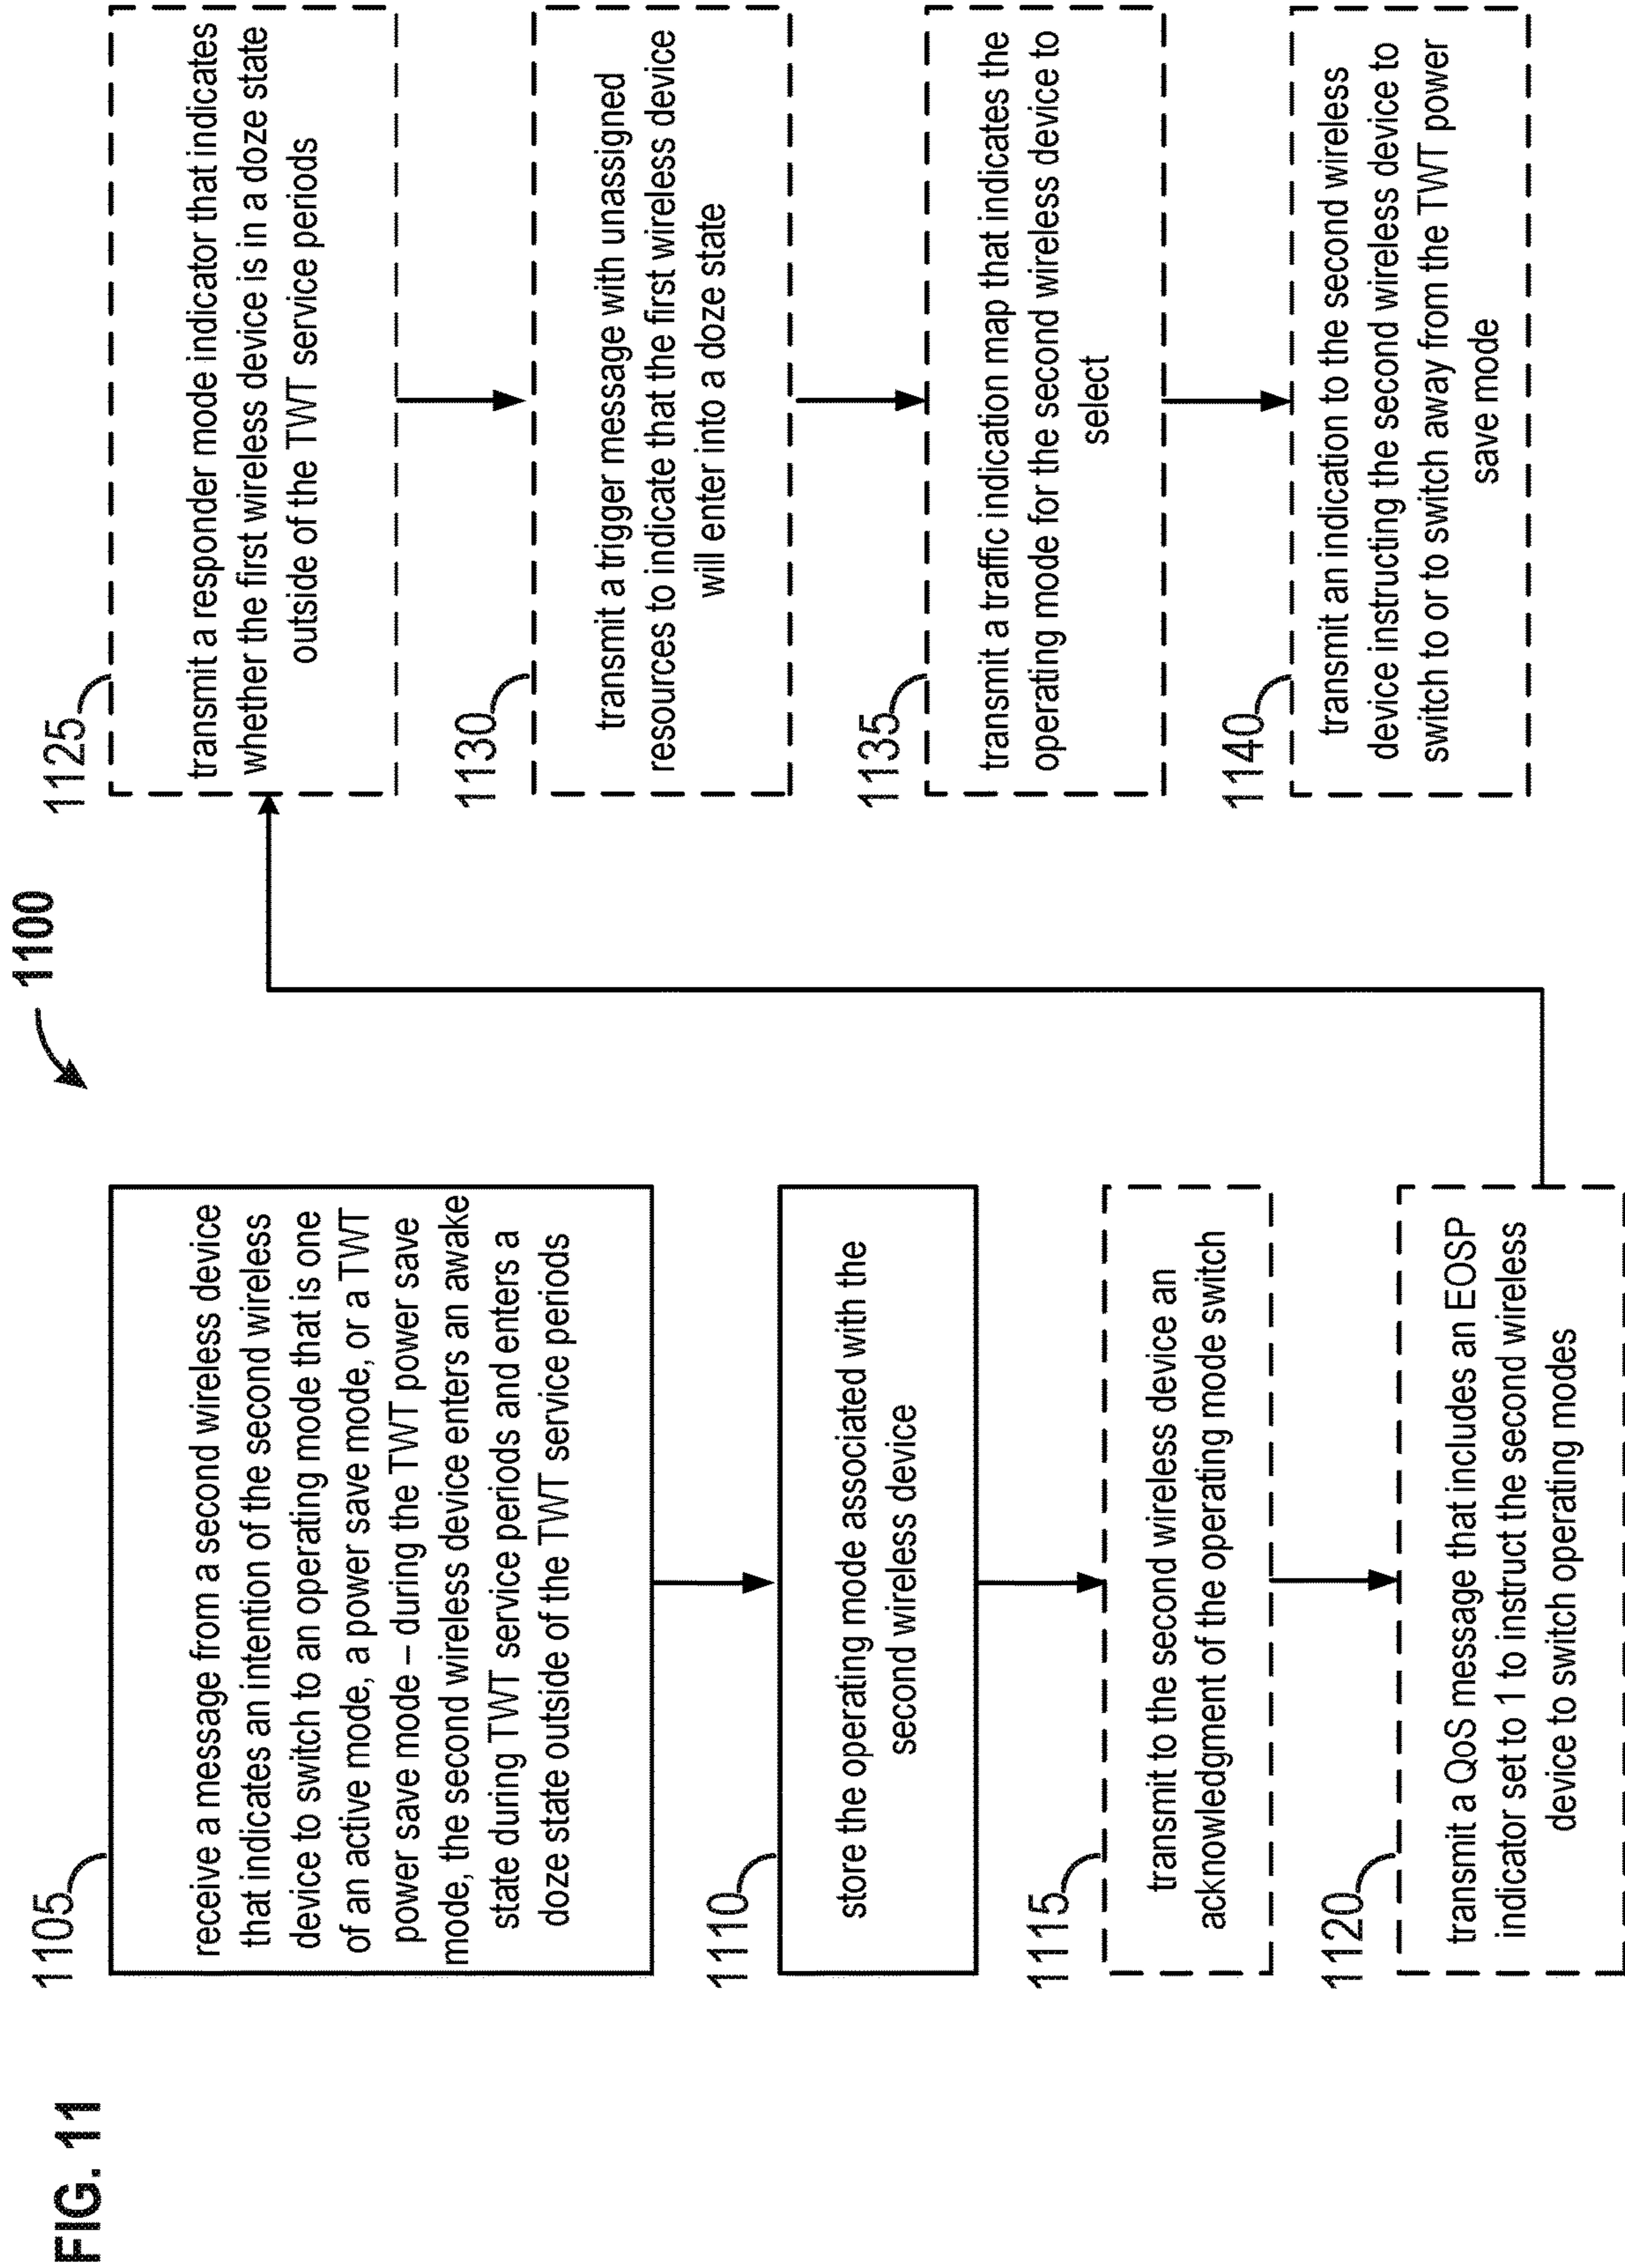 FIG. 11
1100
1105
receive a message from a second wireless device
that indicates an intention of the second wireless
device to switch to an operating mode that is one
of an active mode, a power save mode, or a TWT
power save mode – during the TWT power save
mode, the second wireless device enters an awake
state during TWT service periods and enters a
doze state outside of the TWT service periods
1110
store the operating mode associated with the
second wireless device
1115
transmit to the second wireless device an
acknowledgment of the operating mode switch
1120
transmit a QoS message that includes an EOSP
indicator set to 1 to instruct the second wireless
device to switch operating modes
1125
transmit a responder mode indicator that indicates
whether the first wireless device is in a doze state
outside of the TWT service periods
1130
transmit a trigger message with unassigned
resources to indicate that the first wireless device
will enter into a doze state
1135
transmit a traffic indication map that indicates the
operating mode for the second wireless device to
select
1140
transmit an indication to the second wireless
device instructing the second wireless device to
switch to or to switch away from the TWT power
save mode